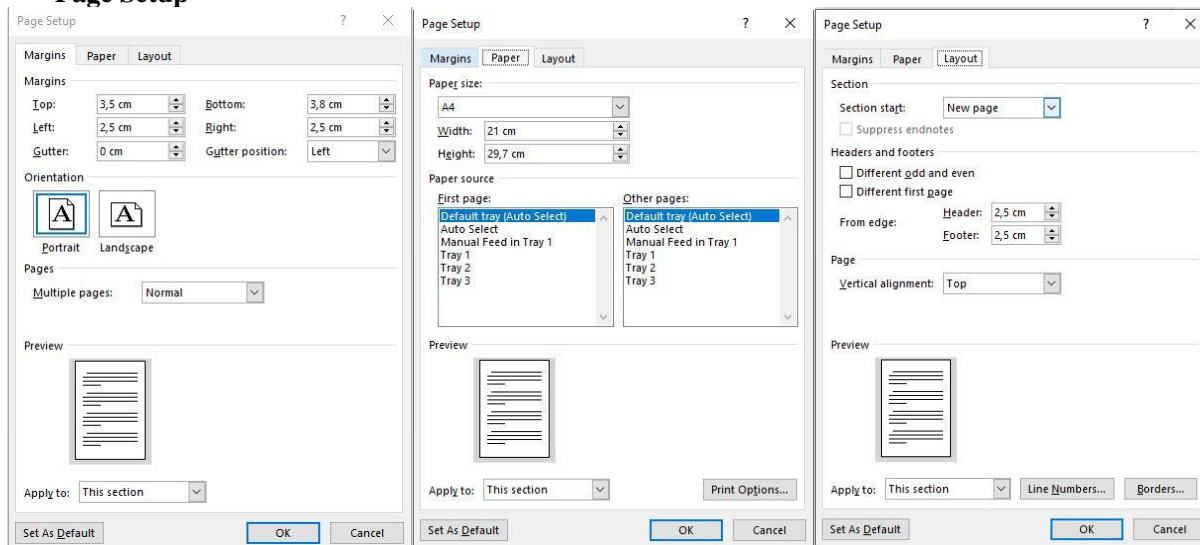 Page Setup
Page Setup ? ×
Margins Paper Layout
Margins
Top: 3,5 cm Bottom: 3,8 cm
Left: 2,5 cm Right: 2,5 cm
Gutter: 0 cm Gutter position: Left
Orientation
A A
Portrait Landscape
Pages
Multiple pages: Normal
Preview
Apply to: This section
Set As Default OK Cancel
Page Setup ? ×
Margins Paper Layout
Paper size:
A4
Width: 21 cm
Height: 29,7 cm
Paper source
First page: Other pages:
Default tray (Auto Select) Default tray (Auto Select)
Auto Select Auto Select
Manual Feed in Tray 1 Manual Feed in Tray 1
Tray 1 Tray 1
Tray 2 Tray 2
Tray 3 Tray 3
Preview
Apply to: This section Print Options...
Set As Default OK Cancel
Page Setup ? ×
Margins Paper Layout
Section
Section start: New page
Suppress endnotes
Headers and footers
Different odd and even
Different first page
From edge: Header: 2,5 cm
Footer: 2,5 cm
Page
Vertical alignment: Top
Preview
Apply to: This section Line Numbers... Borders...
Set As Default OK Cancel